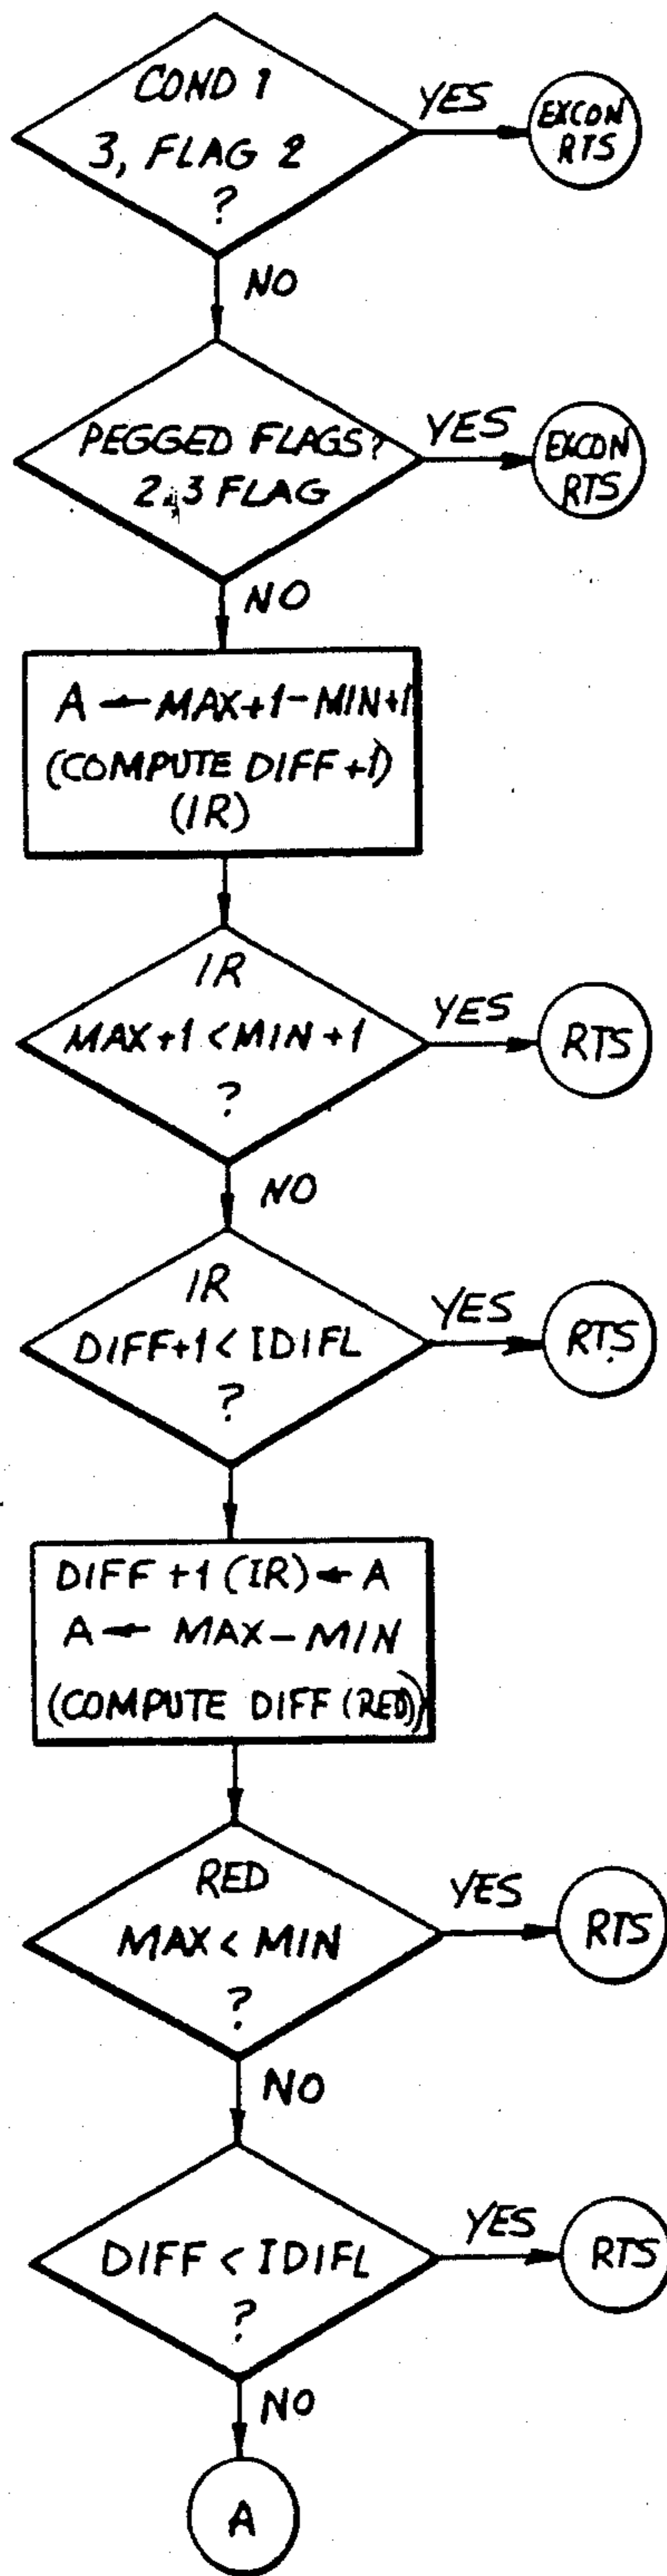 COND 1
3, FLAG 2
?
YES
EXCON
RTS
NO
PEGGED FLAGS?
2, 3 FLAG
YES
EXCON
RTS
NO
A ← MAX+1-MIN+1
(COMPUTE DIFF+1)
(IR)
IR
MAX+1 < MIN+1
?
YES
RTS
NO
IR
DIFF+1 < IDIFL
?
YES
RTS
DIFF+1 (IR) ← A
A ← MAX-MIN
(COMPUTE DIFF (RED))
RED
MAX < MIN
?
YES
RTS
NO
DIFF < IDIFL
?
YES
RTS
NO
A